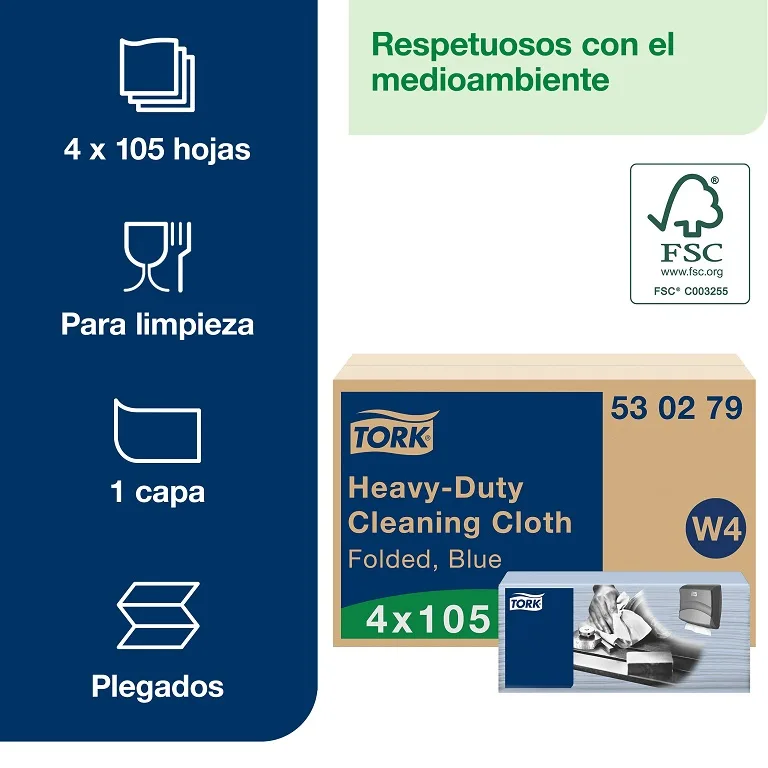 4 x 105 hojas
Para limpieza
1 capa
Plegados
Respetuosos con el
medioambiente
®
FSC
www.fsc.org
FSC® C003255
53 02 79
TORK®
Heavy-Duty
Cleaning Cloth
Folded, Blue
W4
4x105
TORK